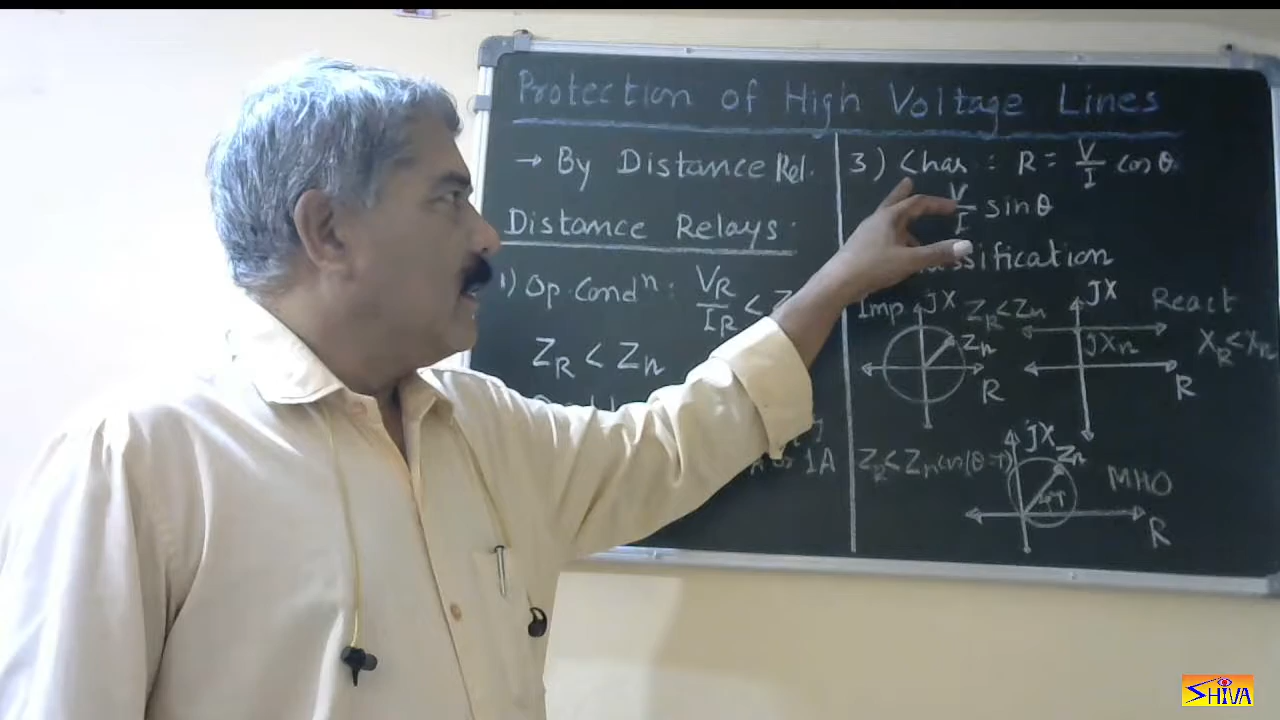 Protection of High Voltage Lines
→ By Distance Rel.
Distance Relays.
1) Op. Condⁿ : V_R / I_R <
Z_R < Z_n
1A
3) Char : R = V/I cos θ
V/I sin θ
Imp
jX
Z_R < Z_n
Z_n
R
jX
React
jX_n
X_R < X_n
R
Z_R < Z_n cos(θ-τ)
jX
Z_n
MHO
R
SHIVA